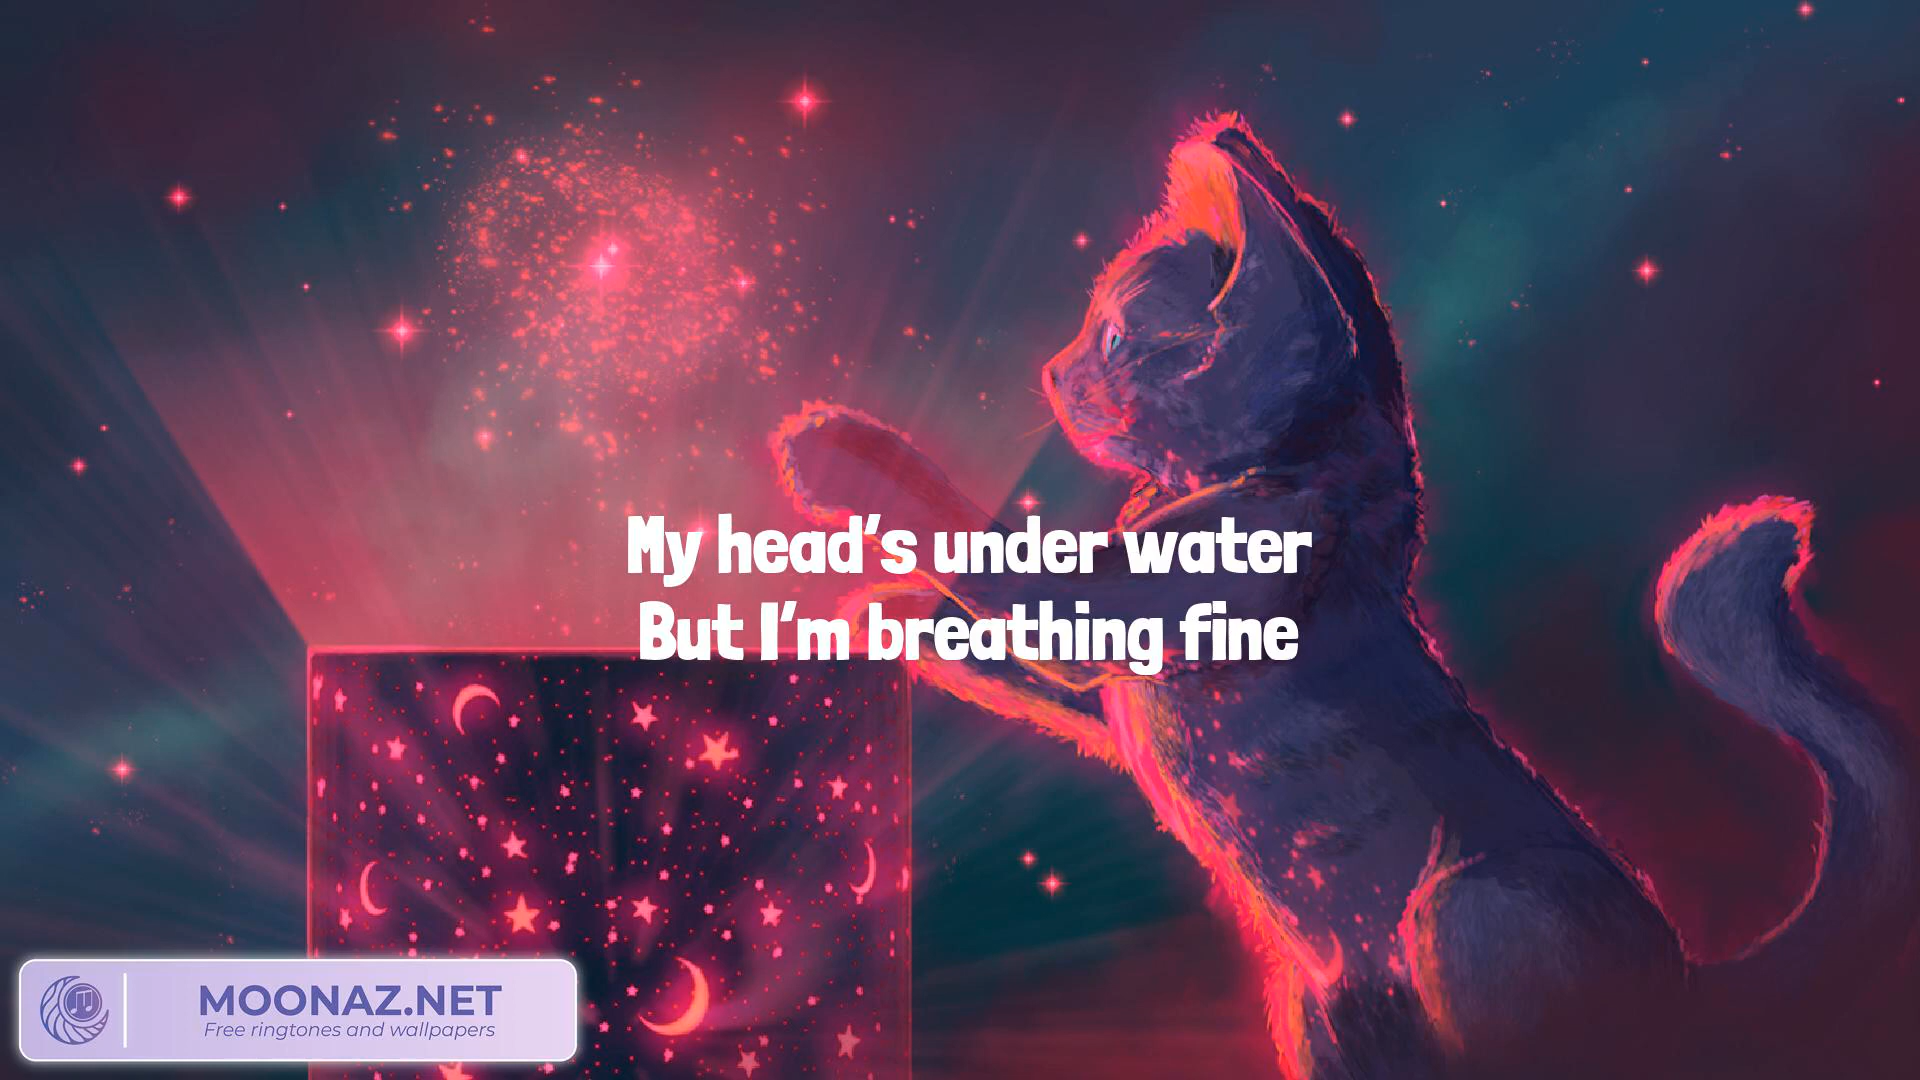 My head's under water
But I'm breathing fine
MOONAZ.NET
Free ringtones and wallpapers